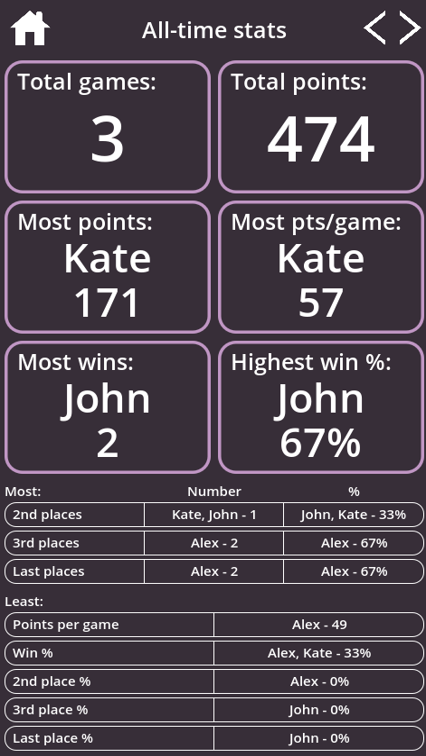 All-time stats
Total games:
3
Total points:
474
Most points:
Kate
171
Most pts/game:
Kate
57
Most wins:
John
2
Highest win %:
John
67%
Most: Number %
2nd places Kate, John - 1 John, Kate - 33%
3rd places Alex - 2 Alex - 67%
Last places Alex - 2 Alex - 67%
Least:
Points per game Alex - 49
Win % Alex, Kate - 33%
2nd place % Alex - 0%
3rd place % John - 0%
Last place % John - 0%